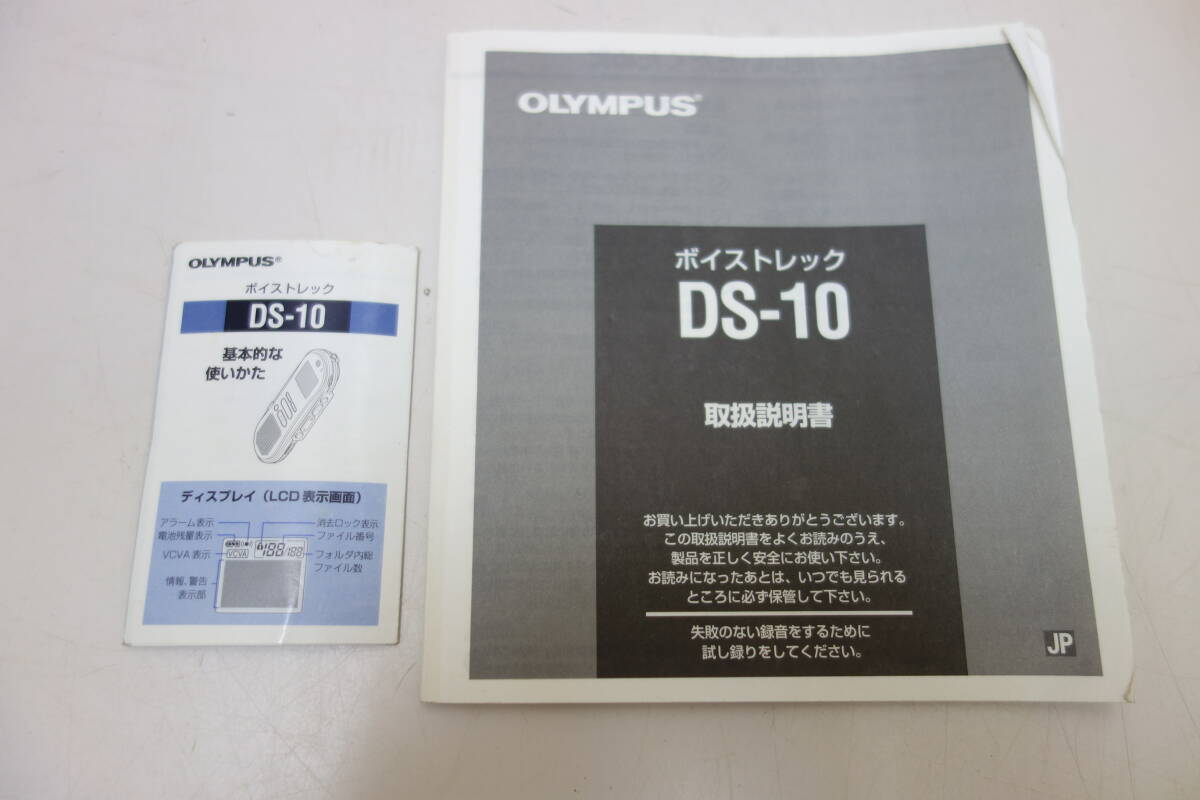 OLYMPUS®
ボイストレック
DS-10
基本的な
使いかた
ディスプレイ（LCD 表示画面）
アラーム表示
電池残量表示
VCVA 表示
情報、警告
表示部
消去ロック表示
ファイル番号
フォルダ内総
ファイル数
VCVA
188
188
OLYMPUS®
ボイストレック
DS-10
取扱説明書
お買い上げいただきありがとうございます。
この取扱説明書をよくお読みのうえ、
製品を正しく安全にお使い下さい。
お読みになったあとは、いつでも見られる
ところに必ず保管して下さい。
失敗のない録音をするために
試し録りをしてください。
JP